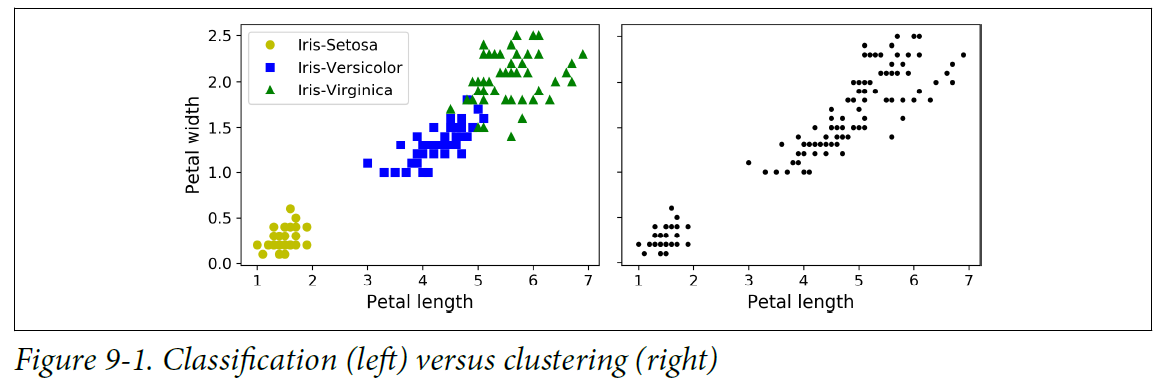 2.5
2.0
1.5
1.0
0.5
0.0
Petal width
Iris-Setosa
Iris-Versicolor
Iris-Virginica
1 2 3 4 5 6 7
Petal length
1 2 3 4 5 6 7
Petal length
Figure 9-1. Classification (left) versus clustering (right)